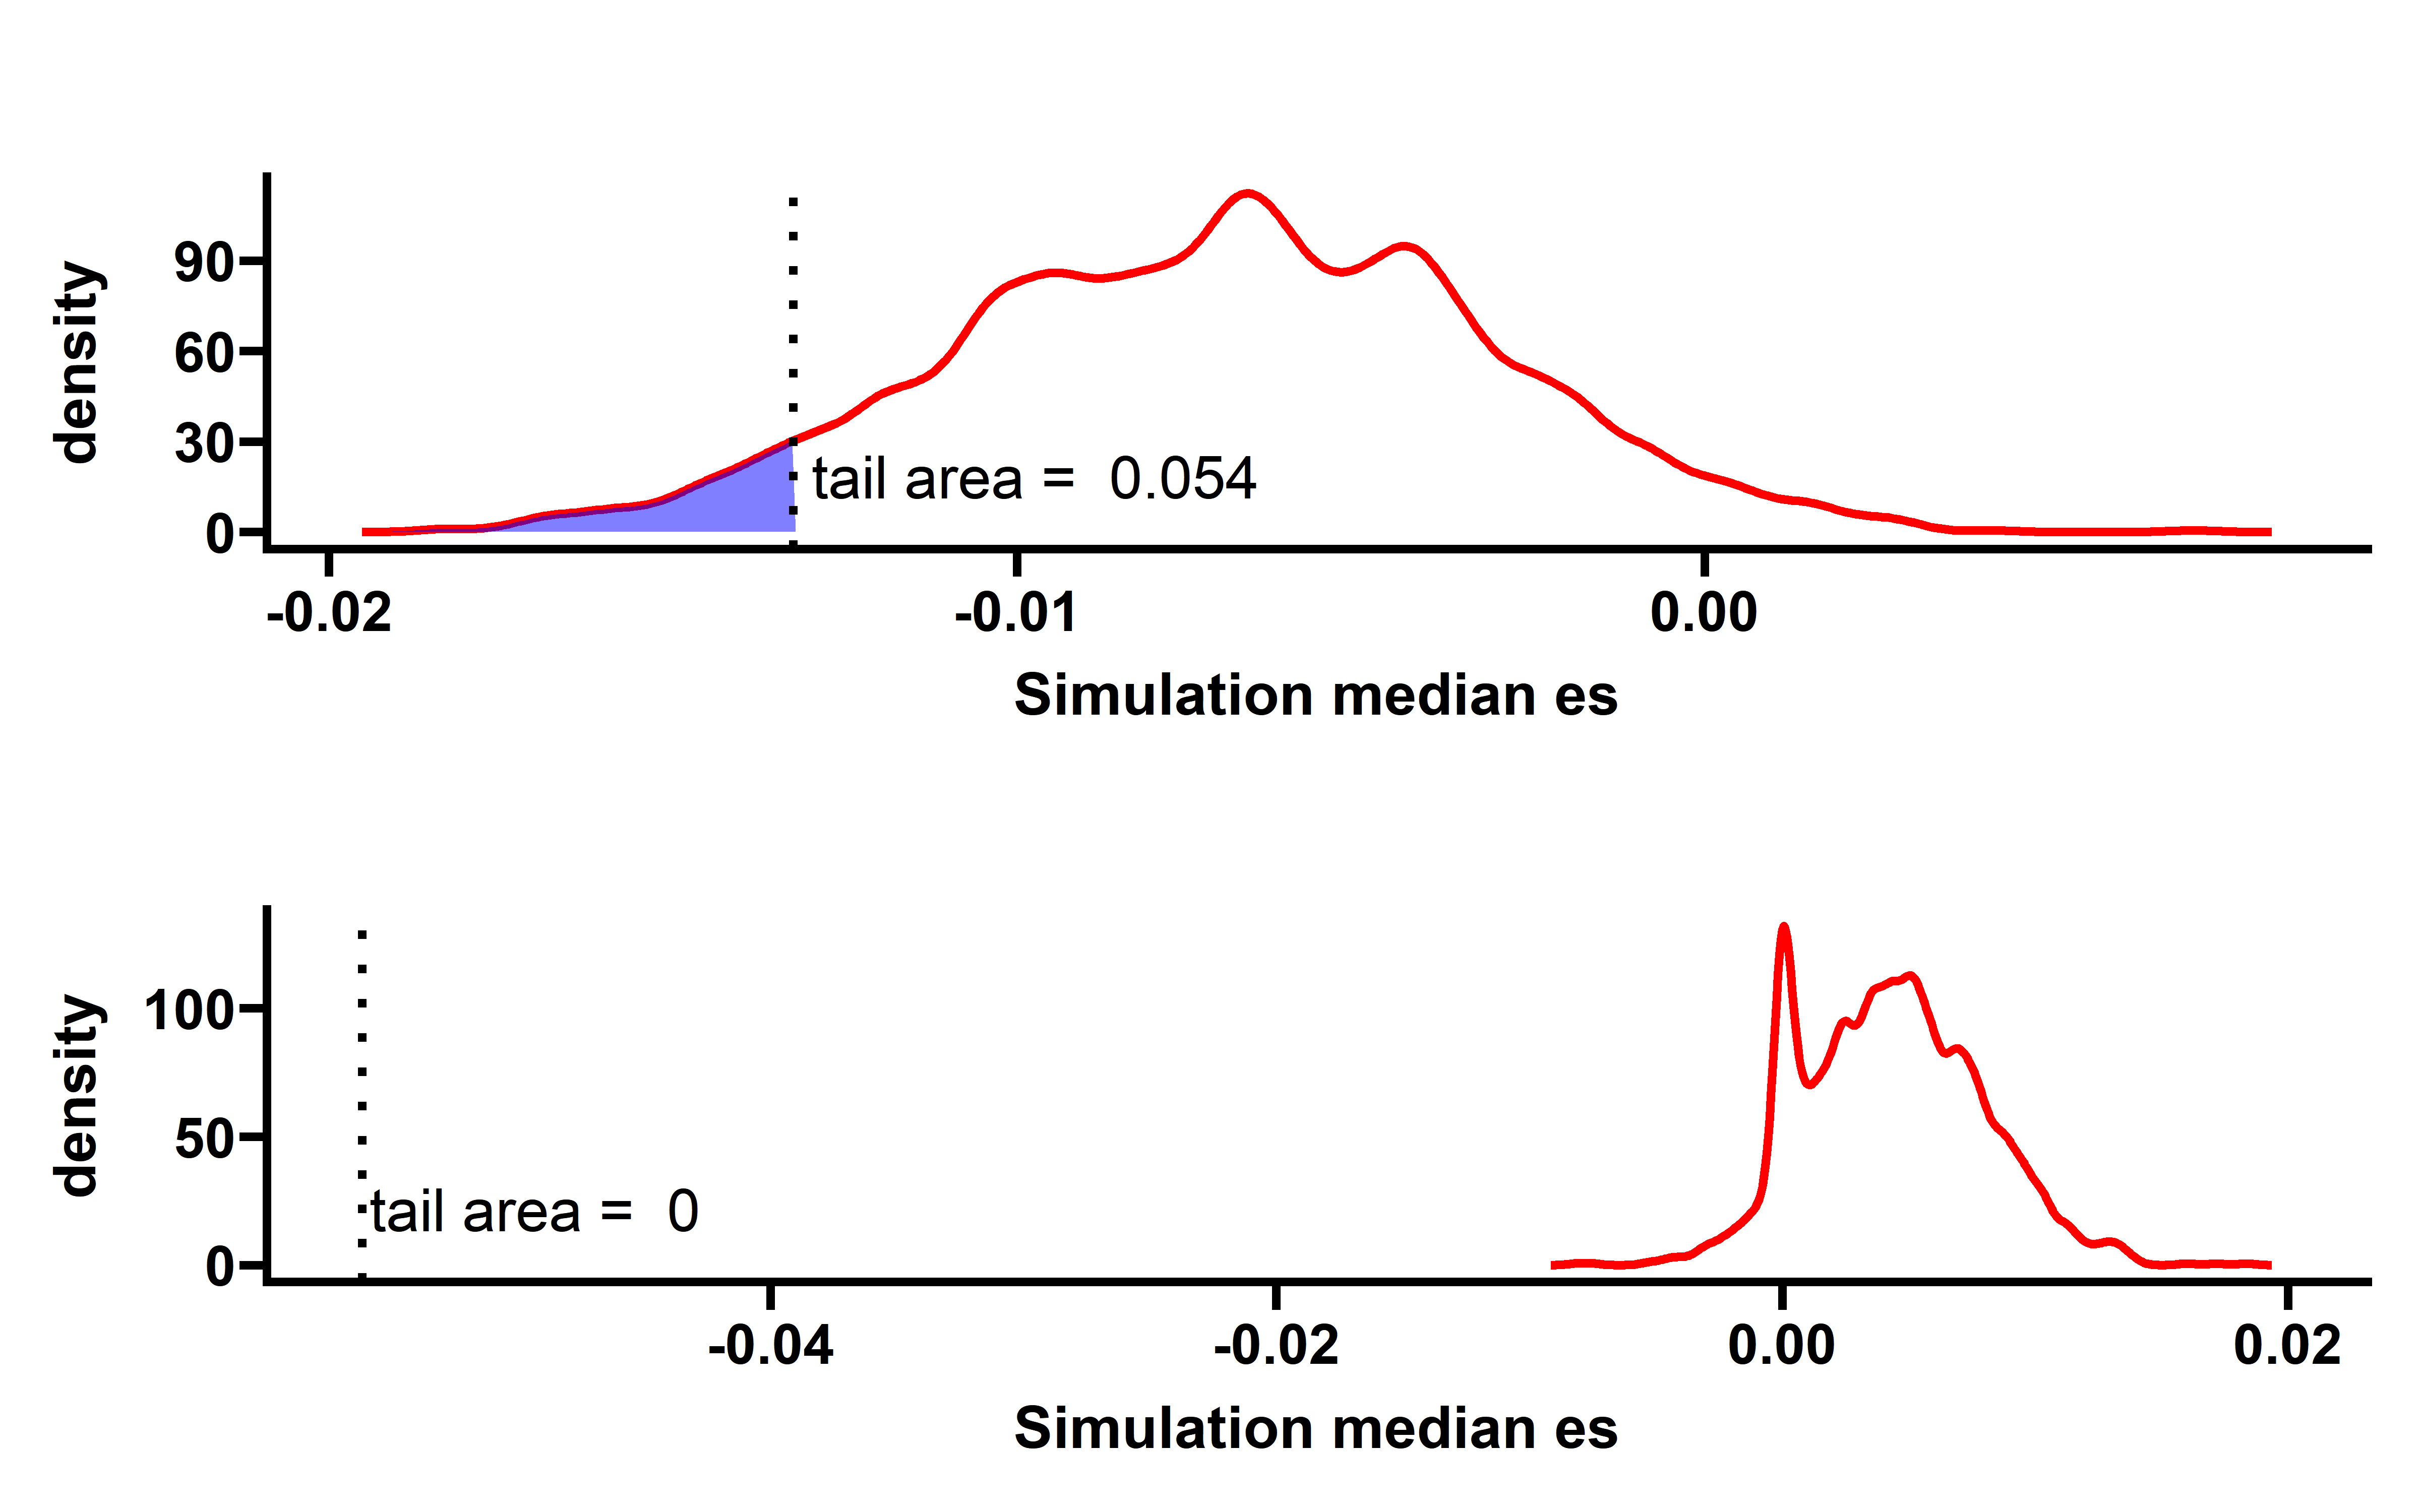 density
90
60
30
0
tail area =  0.054
-0.02 -0.01 0.00
Simulation median es
density
100
50
0
tail area =  0
-0.04 -0.02 0.00 0.02
Simulation median es